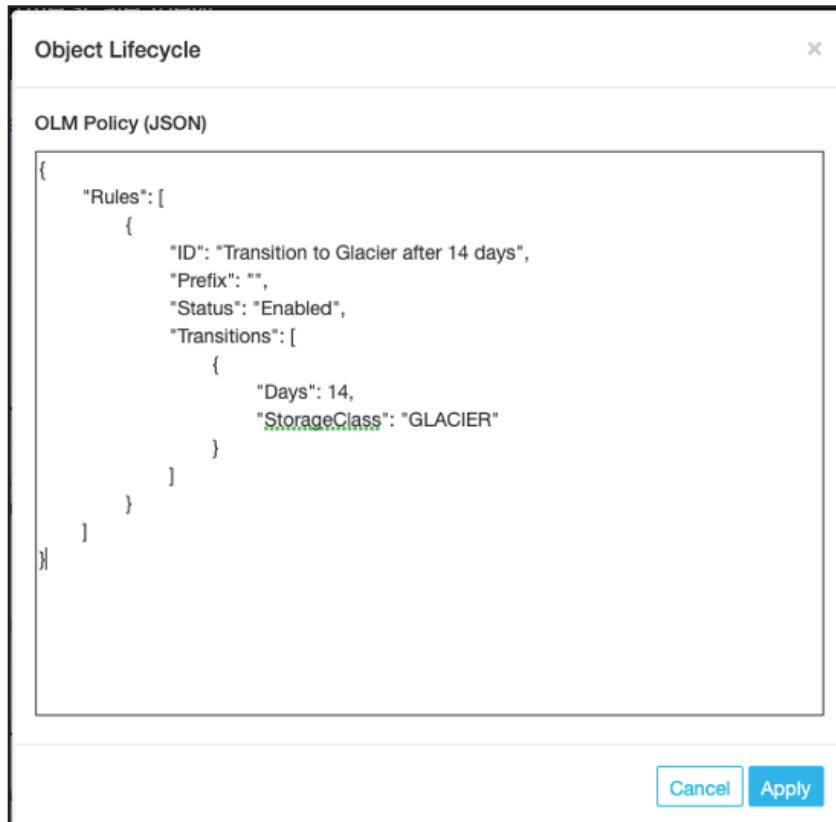 Object Lifecycle
×
OLM Policy (JSON)
{
"Rules": [
{
"ID": "Transition to Glacier after 14 days",
"Prefix": "",
"Status": "Enabled",
"Transitions": [
{
"Days": 14,
"StorageClass": "GLACIER"
}
]
}
]
}
Cancel Apply